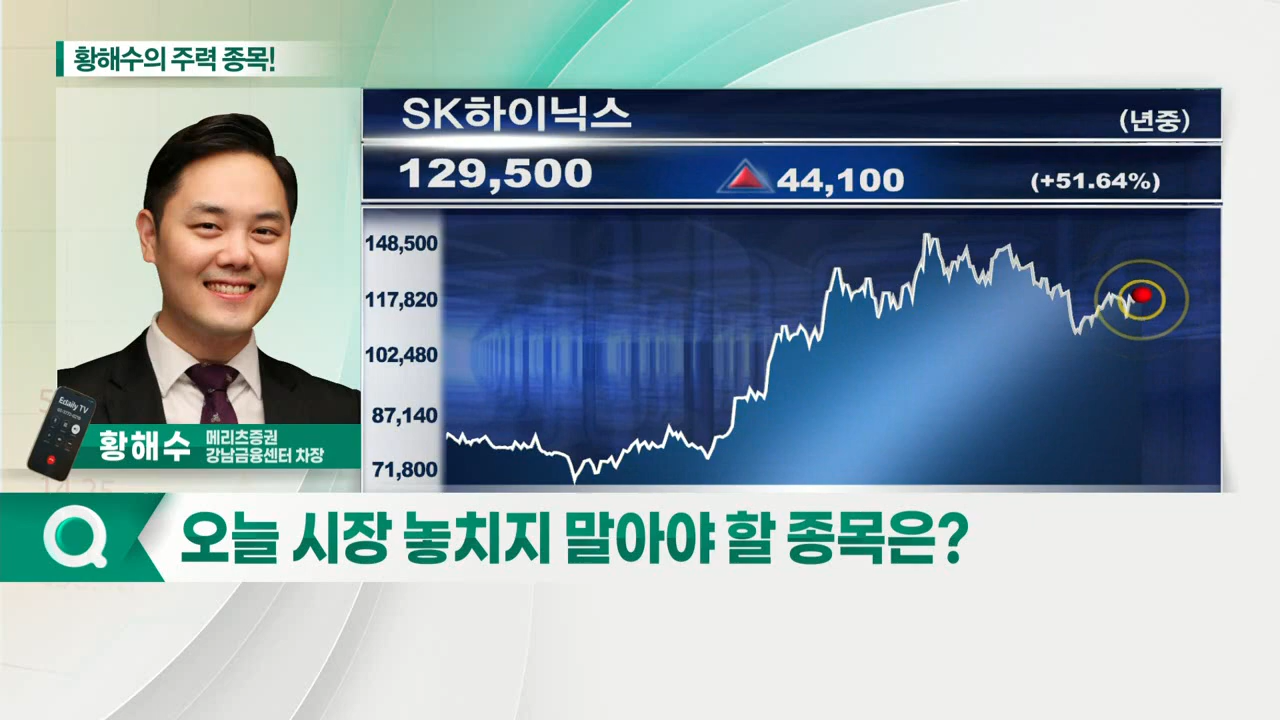 황해수의 주력 종목!
SK하이닉스 (년중)
129,500 44,100 (+51.64%)
148,500
117,820
102,480
87,140
71,800
Edaily TV
황해수 메리츠증권
강남금융센터 차장
Q 오늘 시장 놓치지 말아야 할 종목은?